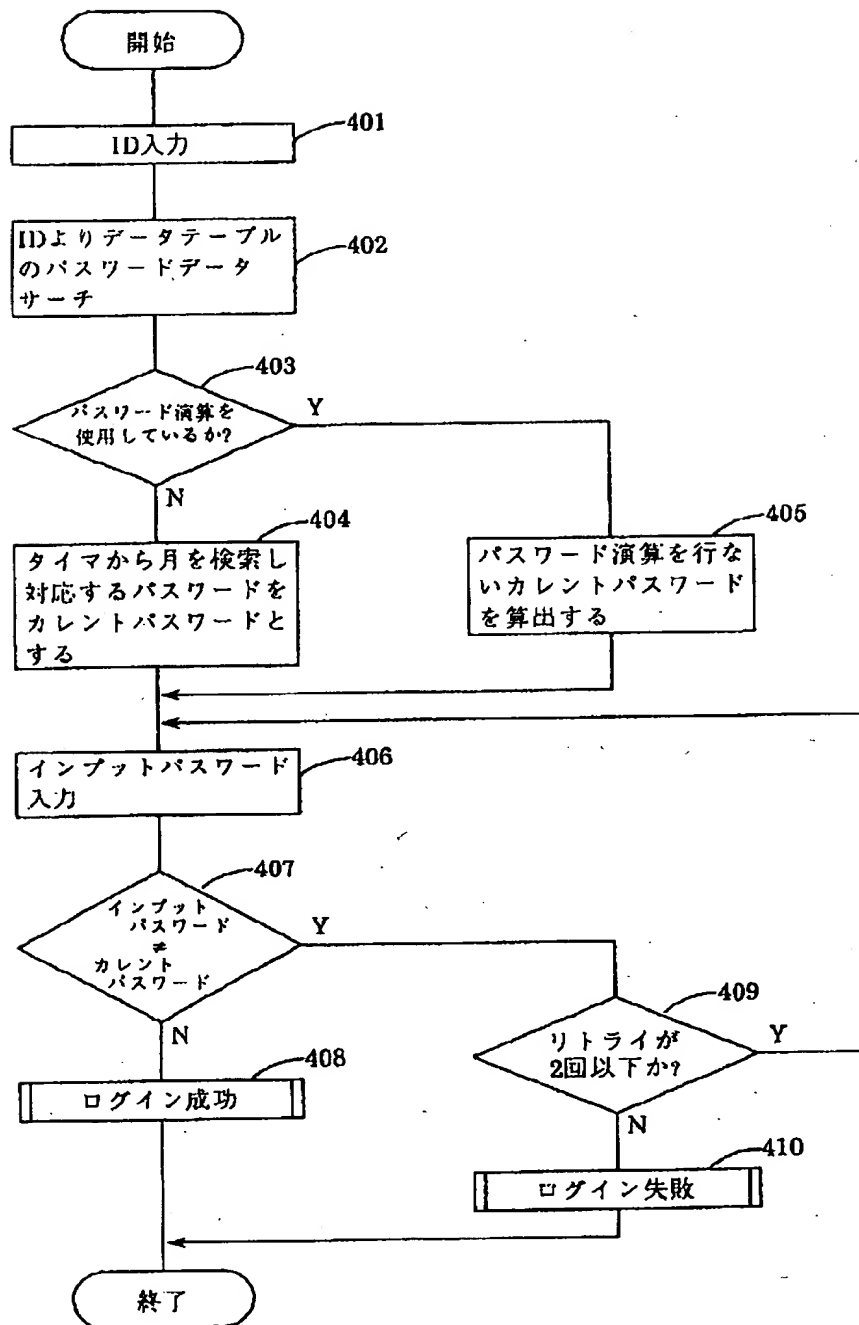 開始
401
ID入力
402
IDよりデータテーブル
のパスワードデータ
サーチ
403
パスワード演算を
使用しているか?
Y
N
404
タイマから月を検索し
対応するパスワードを
カレントパスワードと
する
405
パスワード演算を行な
いカレントパスワード
を算出する
406
インプットパスワード
入力
407
インプット
パスワード
≠
カレント
パスワード
Y
N
408
ログイン成功
409
リトライが
2回以下か?
Y
N
410
ログイン失敗
終了